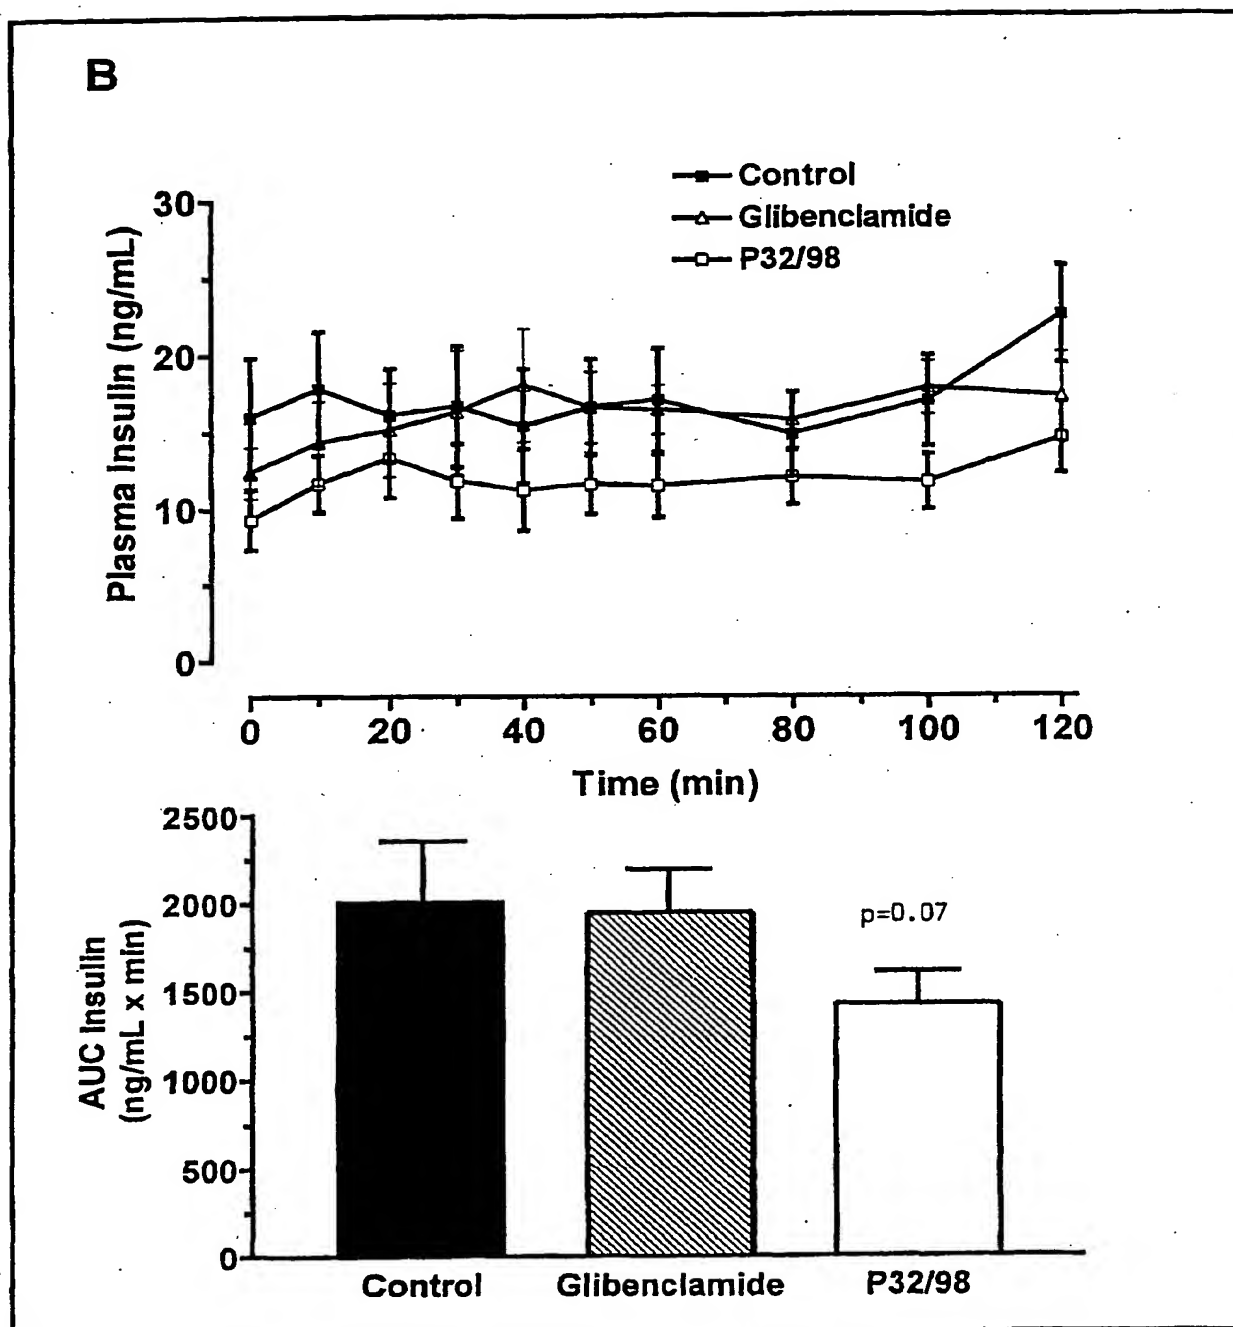 B
Control
Glibenclamide
P32/98
30
20
10
0
Plasma Insulin (ng/mL)
0 20 40 60 80 100 120
Time (min)
2500
2000
1500
1000
500
0
AUC Insulin
(ng/mL x min)
p=0.07
Control Glibenclamide P32/98